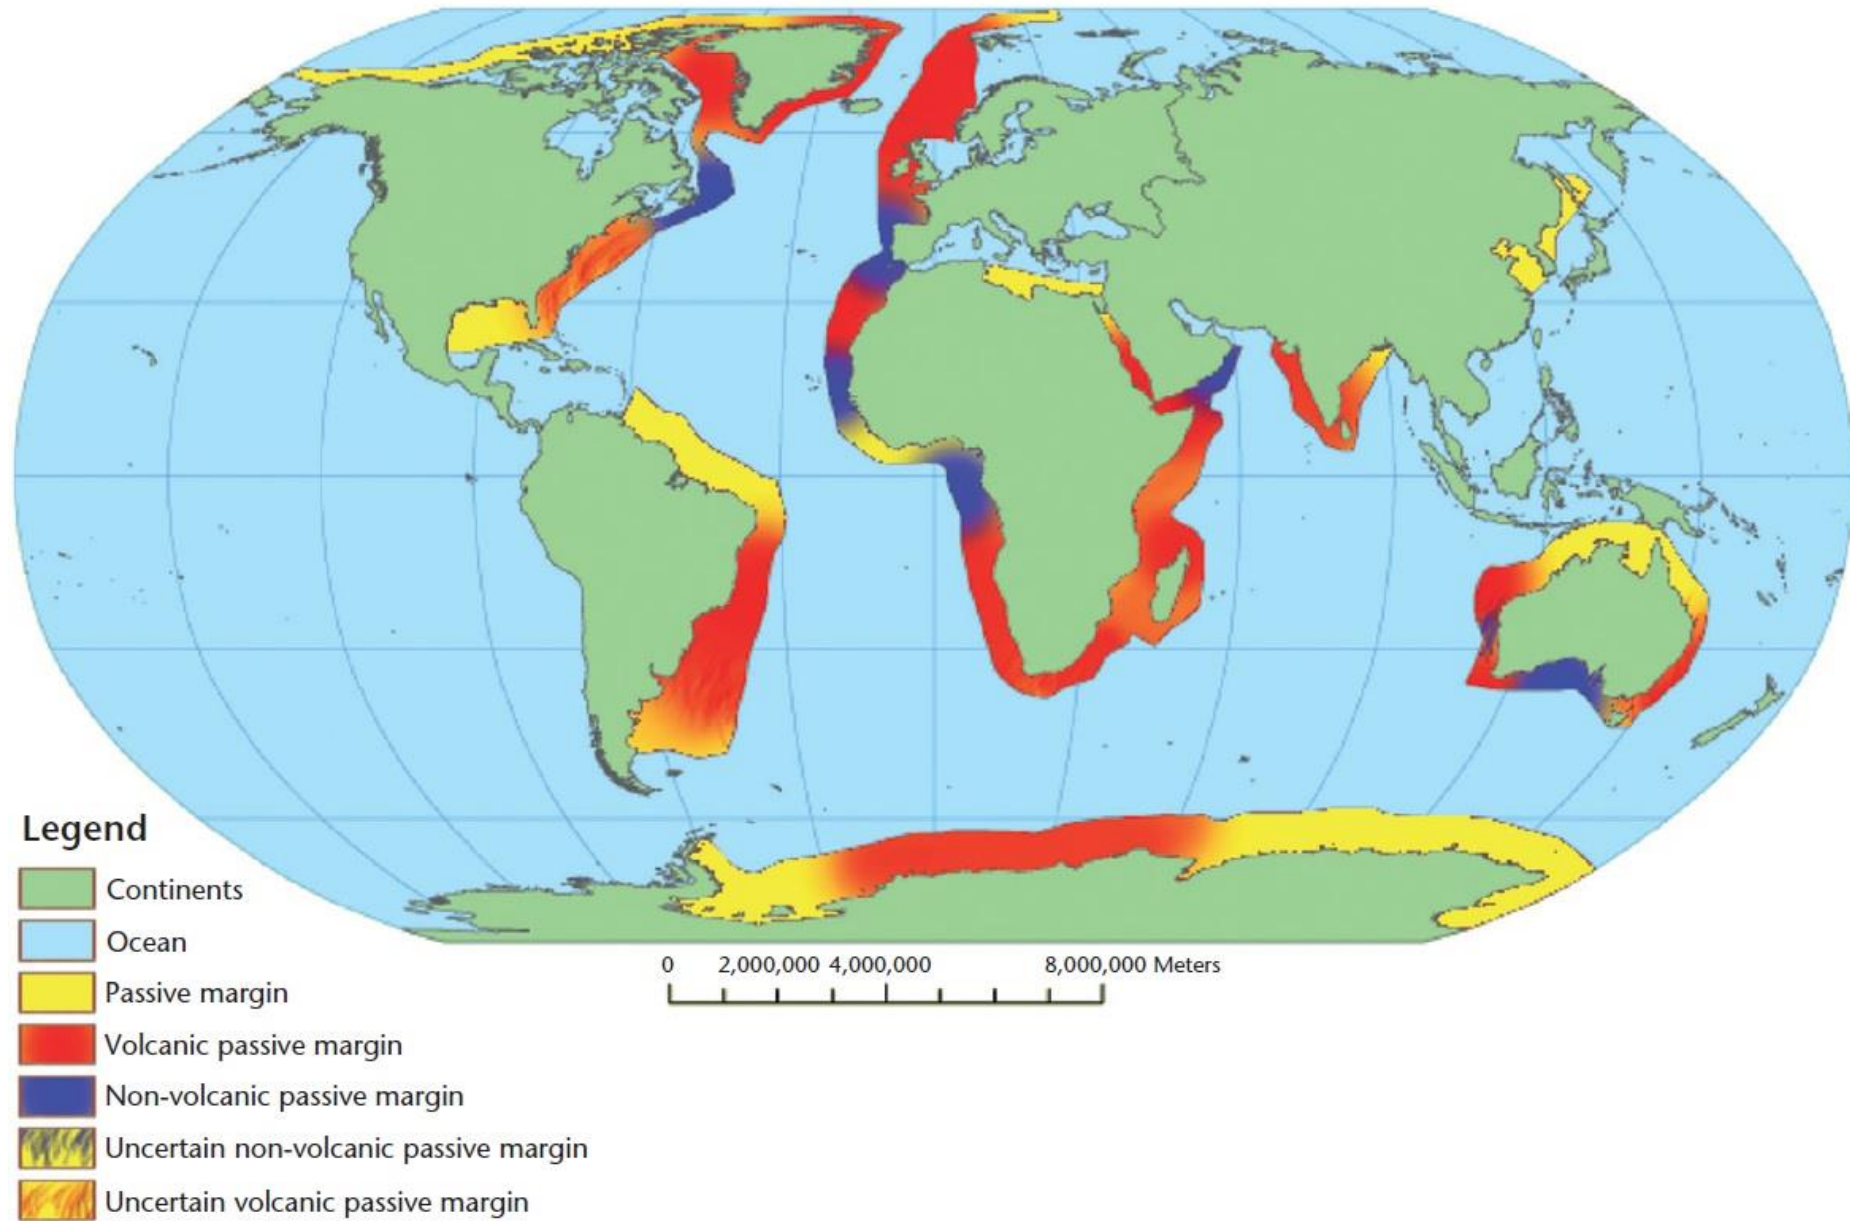 Legend
Continents
Ocean
Passive margin
Volcanic passive margin
Non-volcanic passive margin
Uncertain non-volcanic passive margin
Uncertain volcanic passive margin
0 2,000,000 4,000,000 8,000,000 Meters